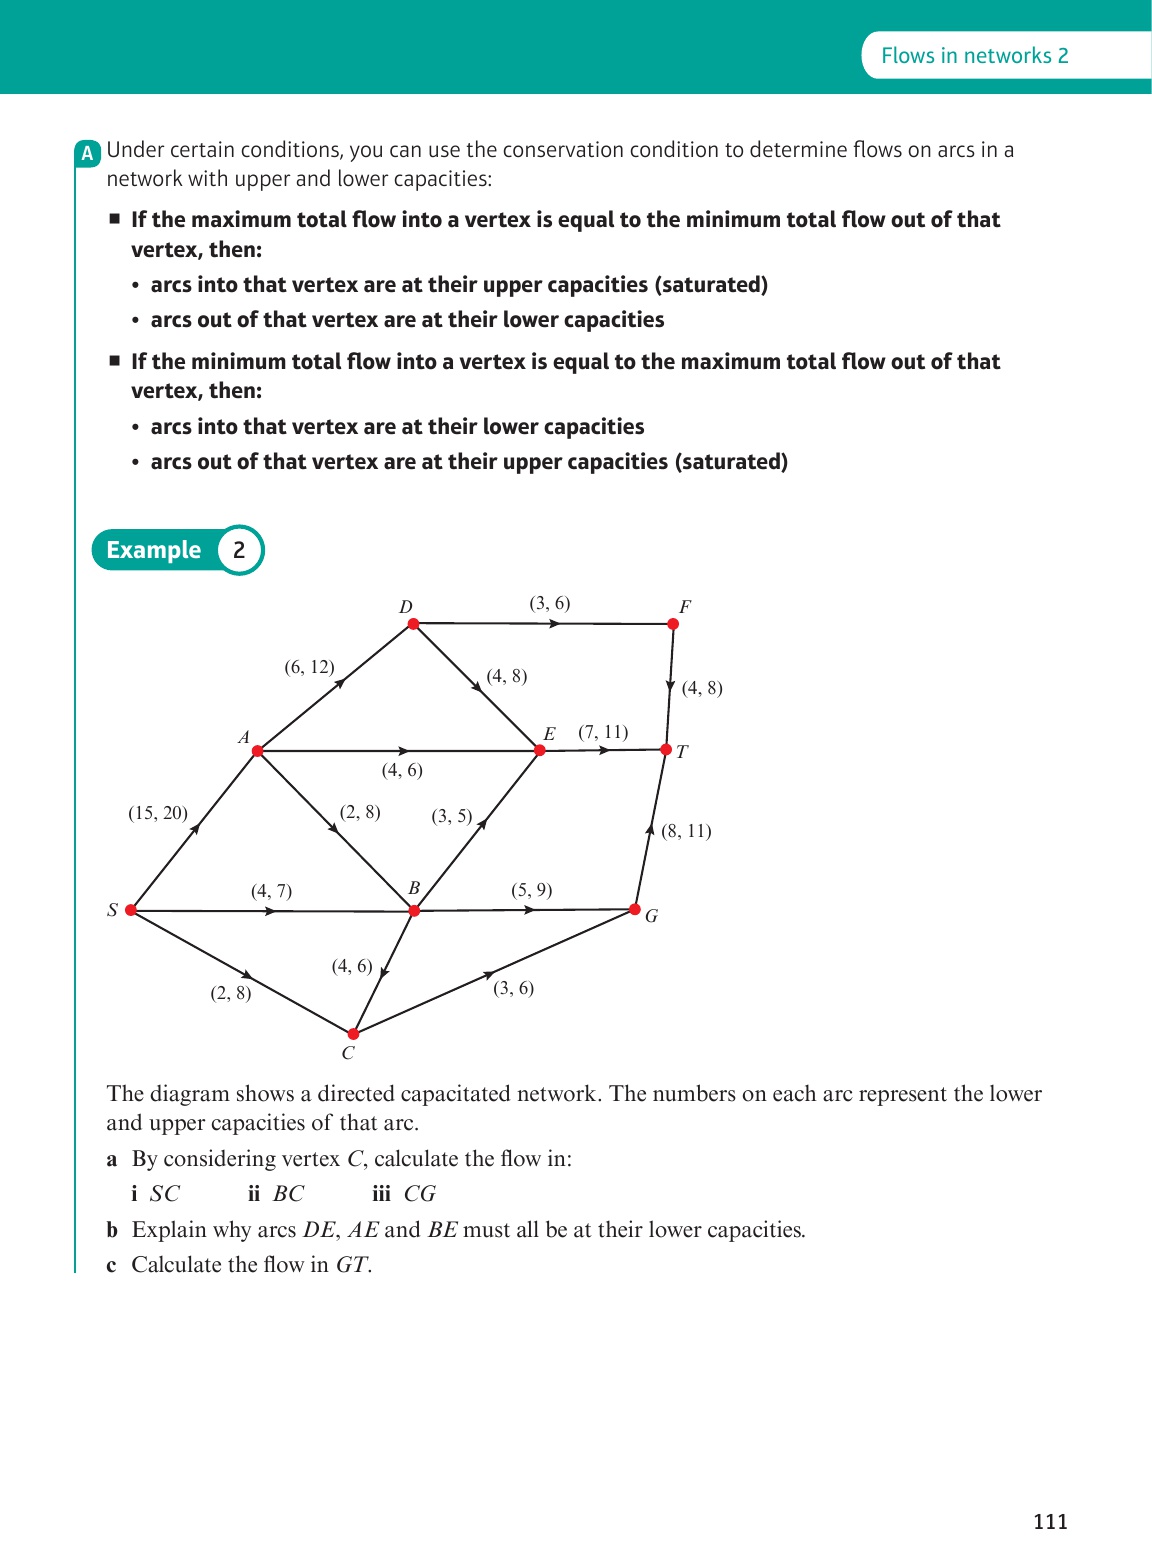 Flows in networks 2
A Under certain conditions, you can use the conservation condition to determine flows on arcs in a
network with upper and lower capacities:
■ If the maximum total flow into a vertex is equal to the minimum total flow out of that
vertex, then:
• arcs into that vertex are at their upper capacities (saturated)
• arcs out of that vertex are at their lower capacities
■ If the minimum total flow into a vertex is equal to the maximum total flow out of that
vertex, then:
• arcs into that vertex are at their lower capacities
• arcs out of that vertex are at their upper capacities (saturated)
Example 2
D (3, 6) F
(6, 12) (4, 8) (4, 8)
A E (7, 11) T
(4, 6)
(15, 20) (2, 8) (3, 5) (8, 11)
S (4, 7) B (5, 9) G
(4, 6)
(2, 8) (3, 6)
C
The diagram shows a directed capacitated network. The numbers on each arc represent the lower
and upper capacities of that arc.
a By considering vertex C, calculate the flow in:
i SC ii BC iii CG
b Explain why arcs DE, AE and BE must all be at their lower capacities.
c Calculate the flow in GT.
111